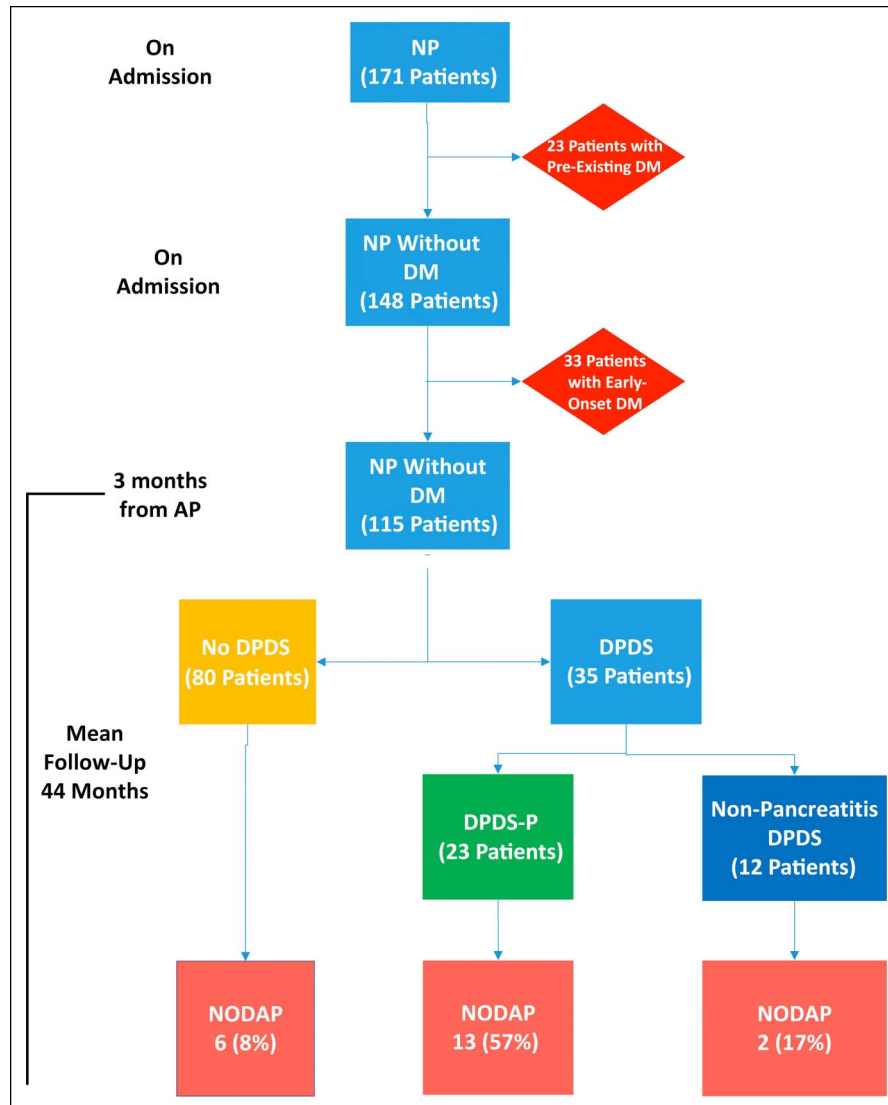 On
Admission
NP
(171 Patients)
23 Patients with
Pre-Existing DM
On
Admission
NP Without
DM
(148 Patients)
33 Patients
with Early-
Onset DM
3 months
from AP
NP Without
DM
(115 Patients)
No DPDS
(80 Patients)
DPDS
(35 Patients)
Mean
Follow-Up
44 Months
DPDS-P
(23 Patients)
Non-Pancreatitis
DPDS
(12 Patients)
NODAP
6 (8%)
NODAP
13 (57%)
NODAP
2 (17%)